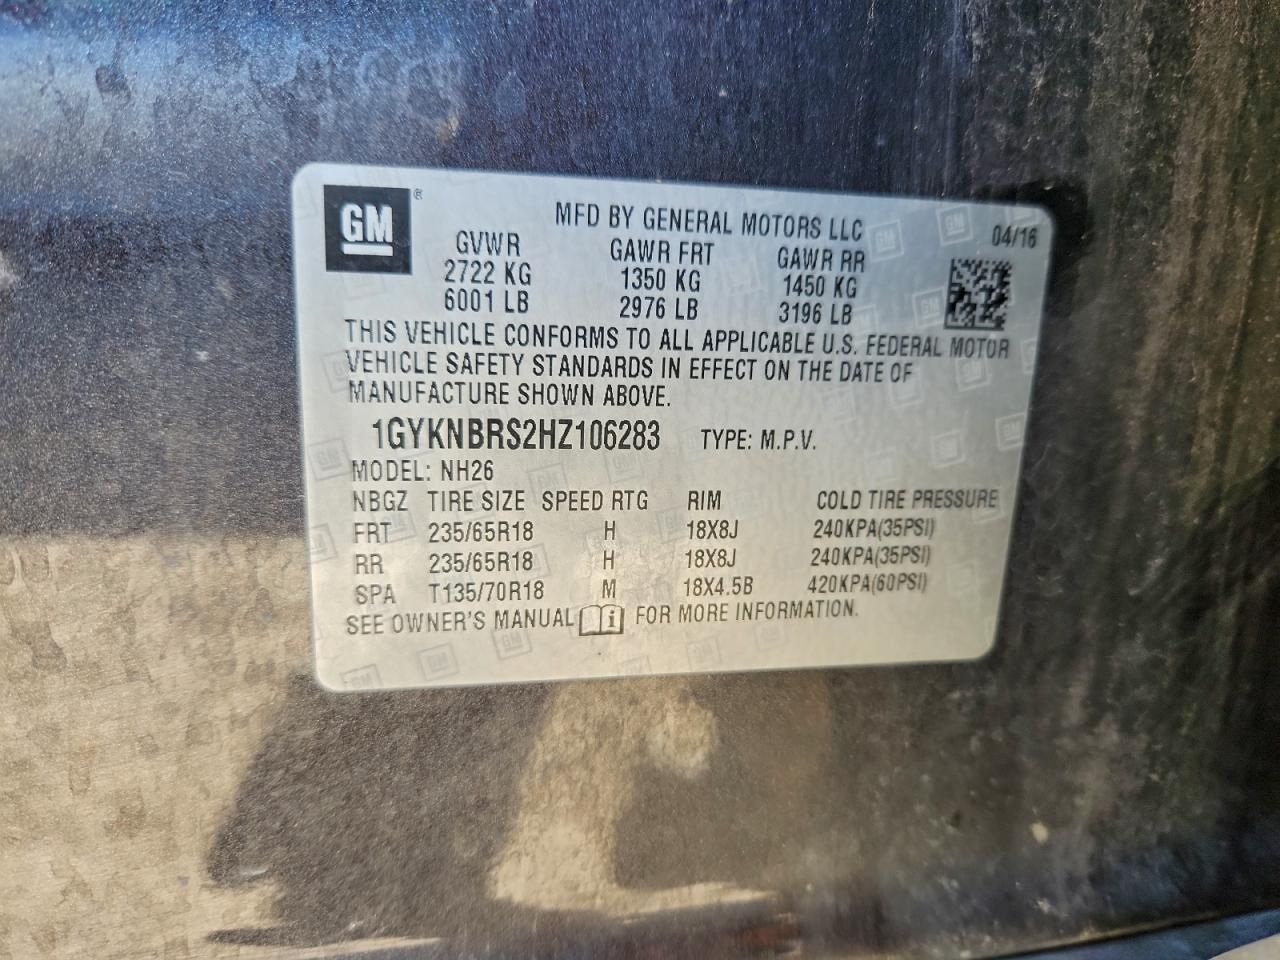 GM ®
MFD BY GENERAL MOTORS LLC
04/16
GVWR GAWR FRT GAWR RR
2722 KG 1350 KG 1450 KG
6001 LB 2976 LB 3196 LB
THIS VEHICLE CONFORMS TO ALL APPLICABLE U.S. FEDERAL MOTOR
VEHICLE SAFETY STANDARDS IN EFFECT ON THE DATE OF
MANUFACTURE SHOWN ABOVE.
1GYKNBRS2HZ106283 TYPE: M.P.V.
MODEL: NH26
NBGZ TIRE SIZE SPEED RTG RIM COLD TIRE PRESSURE
FRT 235/65R18 H 18X8J 240KPA(35PSI)
RR 235/65R18 H 18X8J 240KPA(35PSI)
SPA T135/70R18 M 18X4.5B 420KPA(60PSI)
SEE OWNER'S MANUAL i FOR MORE INFORMATION.